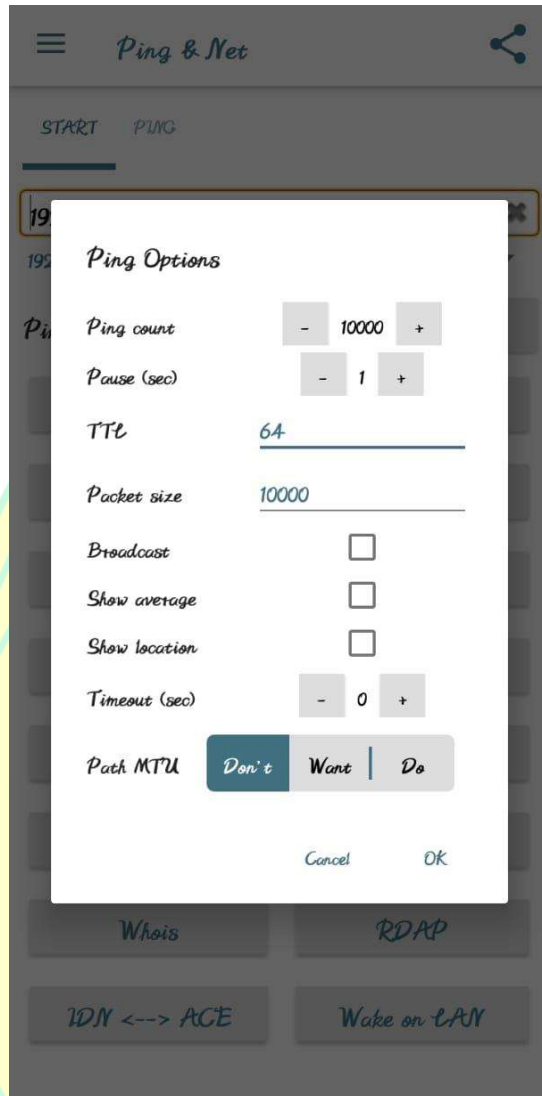 Ping & Net
START PING
19
192
Ping Options
Ping count - 10000 +
Pause (sec) - 1 +
TTL 64
Packet size 10000
Broadcast
Show average
Show location
Timeout (sec) - 0 +
Path MTU Don't Want Do
Cancel OK
Whois RDAP
IDN <--> ACE Wake on LAN